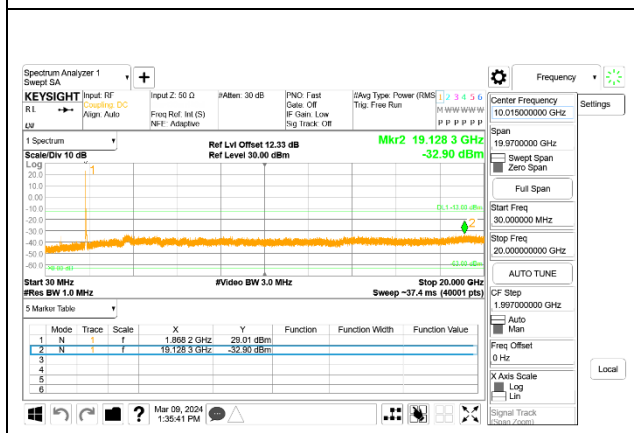 Spectrum Analyzer 1
Swept SA
+
Frequency
KEYSIGHT
RL
Input: RF
Coupling: DC
Align: Auto
Input Z: 50 Ω
Freq Ref: Int (S)
NFE: Adaptive
#Atten: 30 dB
PNO: Fast
Gate: Off
IF Gain: Low
Sig Track: Off
#Avg Type: Power (RMS
Trig: Free Run
1 2 3 4 5 6
M W W W W W
P P P P P P
Center Frequency
10.015000000 GHz
Settings
Span
19.9700000 GHz
Swept Span
Zero Span
Full Span
Start Freq
30.000000 MHz
Stop Freq
20.00000000 GHz
AUTO TUNE
CF Step
1.997000000 GHz
Auto
Man
Freq Offset
0 Hz
X Axis Scale
Log
Lin
Local
Signal Track
(Span Zoom)
1 Spectrum
Scale/Div 10 dB
Log
Ref Lvl Offset 12.33 dB
Ref Level 30.00 dBm
Mkr2 19.128 3 GHz
-32.90 dBm
1
20.0
10.0
0.00
-10.0
-20.0
-30.0
-40.0
-50.0
-60.0
2
Start 30 MHz
#Res BW 1.0 MHz
#Video BW 3.0 MHz
Stop 20.000 GHz
Sweep ~37.4 ms (40001 pts)
5 Marker Table
Mode Trace Scale X Y Function Function Width Function Value
1 N 1 f 1.868 2 GHz 29.01 dBm
2 N 1 f 19.128 3 GHz -32.90 dBm
3
4
5
6
?
Mar 09, 2024
1:35:41 PM